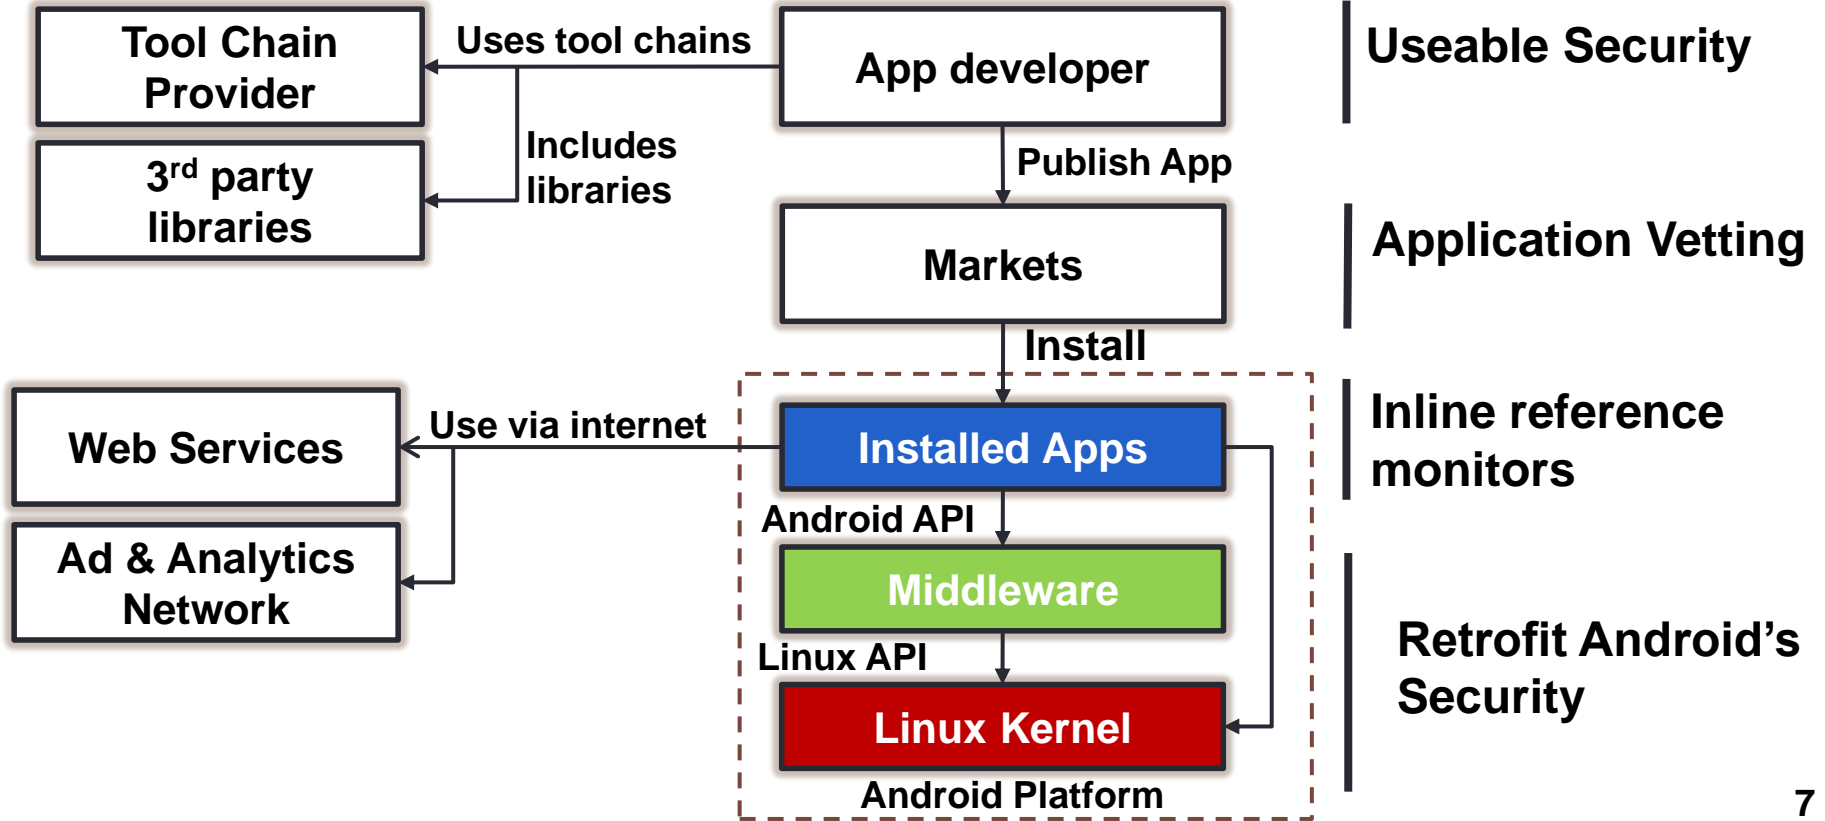 Tool Chain
Provider
Uses tool chains
App developer
Useable Security
3rd party
libraries
Includes
libraries
Publish App
Markets
Application Vetting
Install
Web Services
Use via internet
Installed Apps
Inline reference
monitors
Ad & Analytics
Network
Android API
Middleware
Linux API
Linux Kernel
Retrofit Android's
Security
Android Platform
7